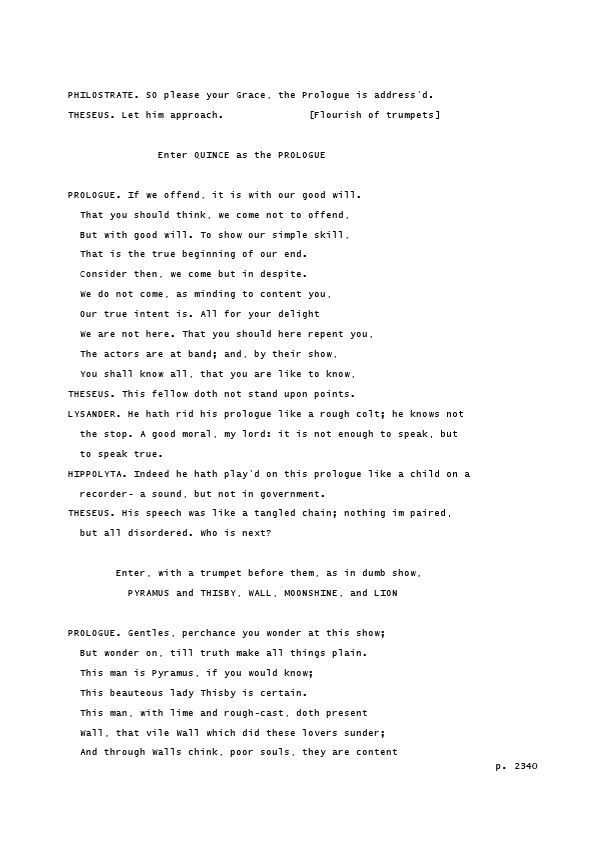 PHILOSTRATE. SO please your Grace, the Prologue is address'd.
THESEUS. Let him approach. [Flourish of trumpets]
Enter QUINCE as the PROLOGUE
PROLOGUE. If we offend, it is with our good will.
That you should think, we come not to offend,
But with good will. To show our simple skill,
That is the true beginning of our end.
Consider then, we come but in despite.
We do not come, as minding to content you,
Our true intent is. All for your delight
We are not here. That you should here repent you,
The actors are at band; and, by their show,
You shall know all, that you are like to know,
THESEUS. This fellow doth not stand upon points.
LYSANDER. He hath rid his prologue like a rough colt; he knows not
the stop. A good moral, my lord: it is not enough to speak, but
to speak true.
HIPPOLYTA. Indeed he hath play'd on this prologue like a child on a
recorder- a sound, but not in government.
THESEUS. His speech was like a tangled chain; nothing im paired,
but all disordered. Who is next?
Enter, with a trumpet before them, as in dumb show,
PYRAMUS and THISBY, WALL, MOONSHINE, and LION
PROLOGUE. Gentles, perchance you wonder at this show;
But wonder on, till truth make all things plain.
This man is Pyramus, if you would know;
This beauteous lady Thisby is certain.
This man, with lime and rough-cast, doth present
Wall, that vile Wall which did these lovers sunder;
And through Walls chink, poor souls, they are content
p. 2340